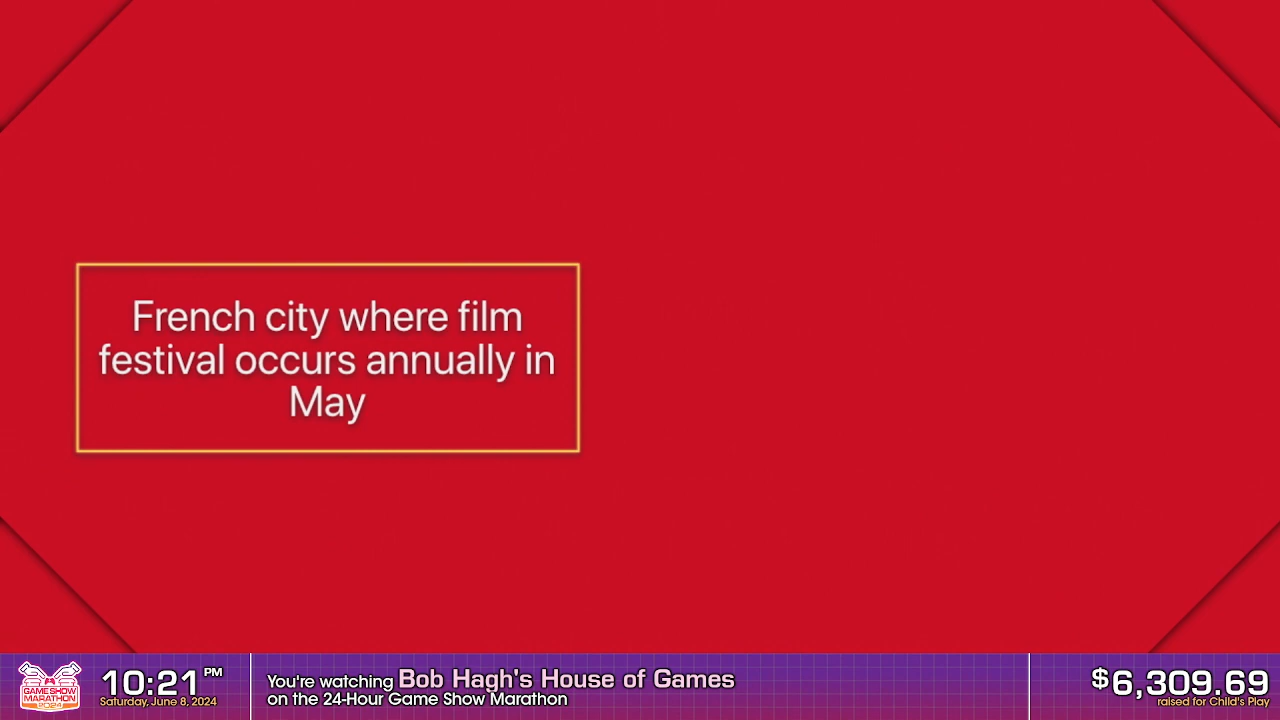 French city where film
festival occurs annually in
May
GAME SHOW
MARATHON
2024
10:21 PM
Saturday, June 8, 2024
You're watching Bob Hagh's House of Games
on the 24-Hour Game Show Marathon
$6,309.69
raised for Child's Play